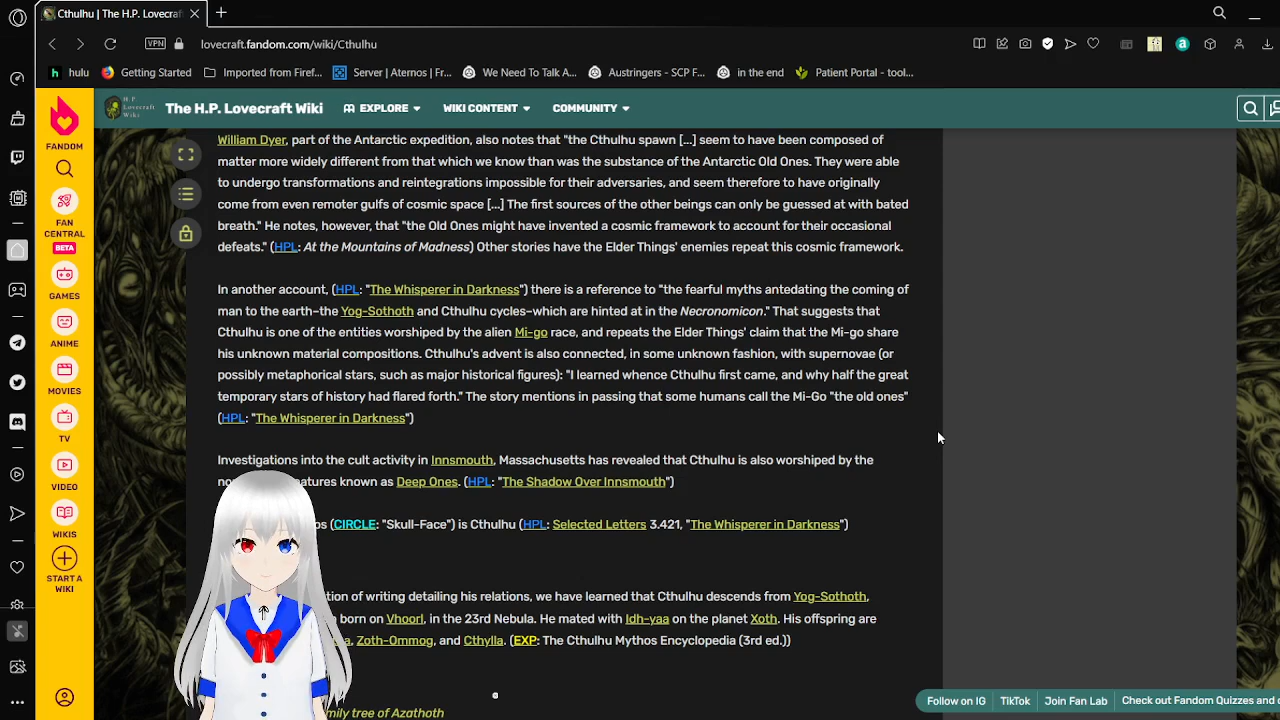 Cthulhu | The H.P. Lovecraf
VPN lovecraft.fandom.com/wiki/Cthulhu
h hulu Getting Started Imported from Firef... Server | Aternos | Fr... We Need To Talk A... Austringers - SCP F... in the end Patient Portal - tool...
H.P. Lovecraft Wiki The H.P. Lovecraft Wiki EXPLORE WIKI CONTENT COMMUNITY
FANDOM
FAN CENTRAL
BETA
GAMES
ANIME
MOVIES
TV
VIDEO
WIKIS
START A WIKI
William Dyer, part of the Antarctic expedition, also notes that "the Cthulhu spawn [...] seem to have been composed of
matter more widely different from that which we know than was the substance of the Antarctic Old Ones. They were able
to undergo transformations and reintegrations impossible for their adversaries, and seem therefore to have originally
come from even remoter gulfs of cosmic space [...] The first sources of the other beings can only be guessed at with bated
breath." He notes, however, that "the Old Ones might have invented a cosmic framework to account for their occasional
defeats." (HPL: At the Mountains of Madness) Other stories have the Elder Things' enemies repeat this cosmic framework.
In another account, (HPL: "The Whisperer in Darkness") there is a reference to "the fearful myths antedating the coming of
man to the earth–the Yog-Sothoth and Cthulhu cycles–which are hinted at in the Necronomicon." That suggests that
Cthulhu is one of the entities worshiped by the alien Mi-go race, and repeats the Elder Things' claim that the Mi-go share
his unknown material compositions. Cthulhu's advent is also connected, in some unknown fashion, with supernovae (or
possibly metaphorical stars, such as major historical figures): "I learned whence Cthulhu first came, and why half the great
temporary stars of history had flared forth." The story mentions in passing that some humans call the Mi-Go "the old ones"
(HPL: "The Whisperer in Darkness")
Investigations into the cult activity in Innsmouth, Massachusetts has revealed that Cthulhu is also worshiped by the
no atures known as Deep Ones. (HPL: "The Shadow Over Innsmouth")
os (CIRCLE: "Skull-Face") is Cthulhu (HPL: Selected Letters 3.421, "The Whisperer in Darkness")
tion of writing detailing his relations, we have learned that Cthulhu descends from Yog-Sothoth,
born on Vhoorl, in the 23rd Nebula. He mated with Idh-yaa on the planet Xoth. His offspring are
a, Zoth-Ommog, and Cthylla. (EXP: The Cthulhu Mythos Encyclopedia (3rd ed.))
mily tree of Azathoth
Follow on IG TikTok Join Fan Lab Check out Fandom Quizzes and